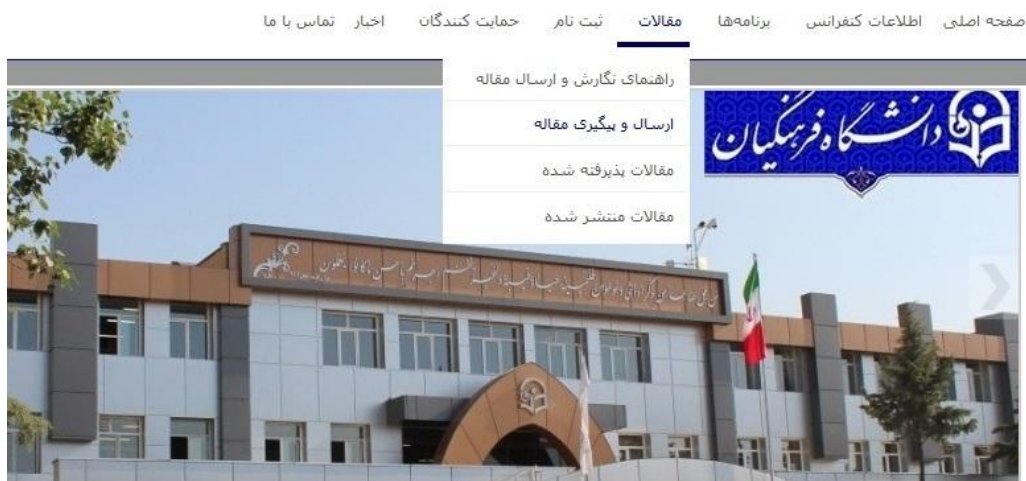 صفحه اصلی اطلاعات کنفرانس برنامه‌ها مقالات ثبت نام حمایت کنندگان اخبار تماس با ما
راهنمای نگارش و ارسال مقاله
ارسال و پیگیری مقاله
مقالات پذیرفته شده
مقالات منتشر شده
دانشگاه فرهنگیان